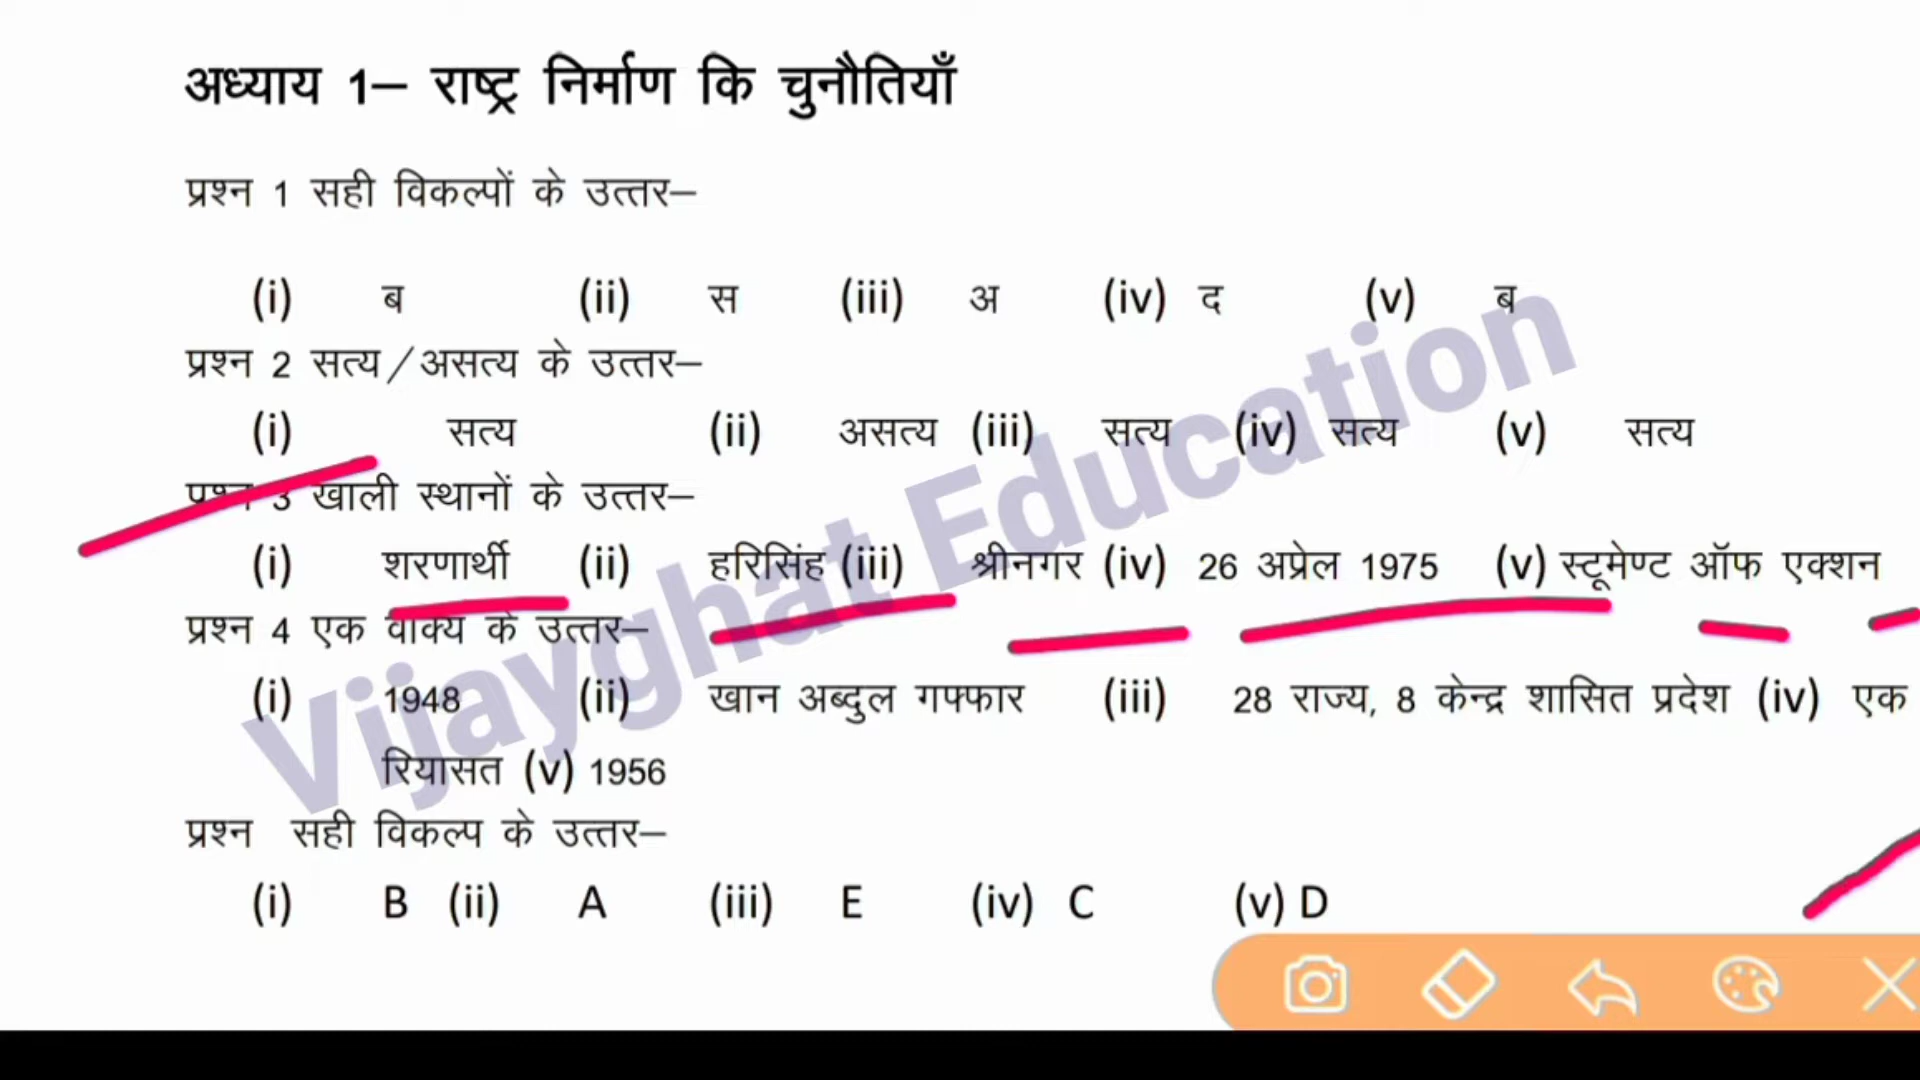 अध्याय 1– राष्ट्र निर्माण कि चुनौतियाँ
प्रश्न 1 सही विकल्पों के उत्तर–
(i) ब (ii) स (iii) अ (iv) द (v) ब
प्रश्न 2 सत्य/असत्य के उत्तर–
(i) सत्य (ii) असत्य (iii) सत्य (iv) सत्य (v) सत्य
प्रश्न 3 खाली स्थानों के उत्तर–
(i) शरणार्थी (ii) हरिसिंह (iii) श्रीनगर (iv) 26 अप्रेल 1975 (v) स्टूमेण्ट ऑफ एक्शन
प्रश्न 4 एक वाक्य के उत्तर–
(i) 1948 (ii) खान अब्दुल गफ्फार (iii) 28 राज्य, 8 केन्द्र शासित प्रदेश (iv) एक
रियासत (v) 1956
प्रश्न सही विकल्प के उत्तर–
(i) B (ii) A (iii) E (iv) C (v) D
Vijayghat Education